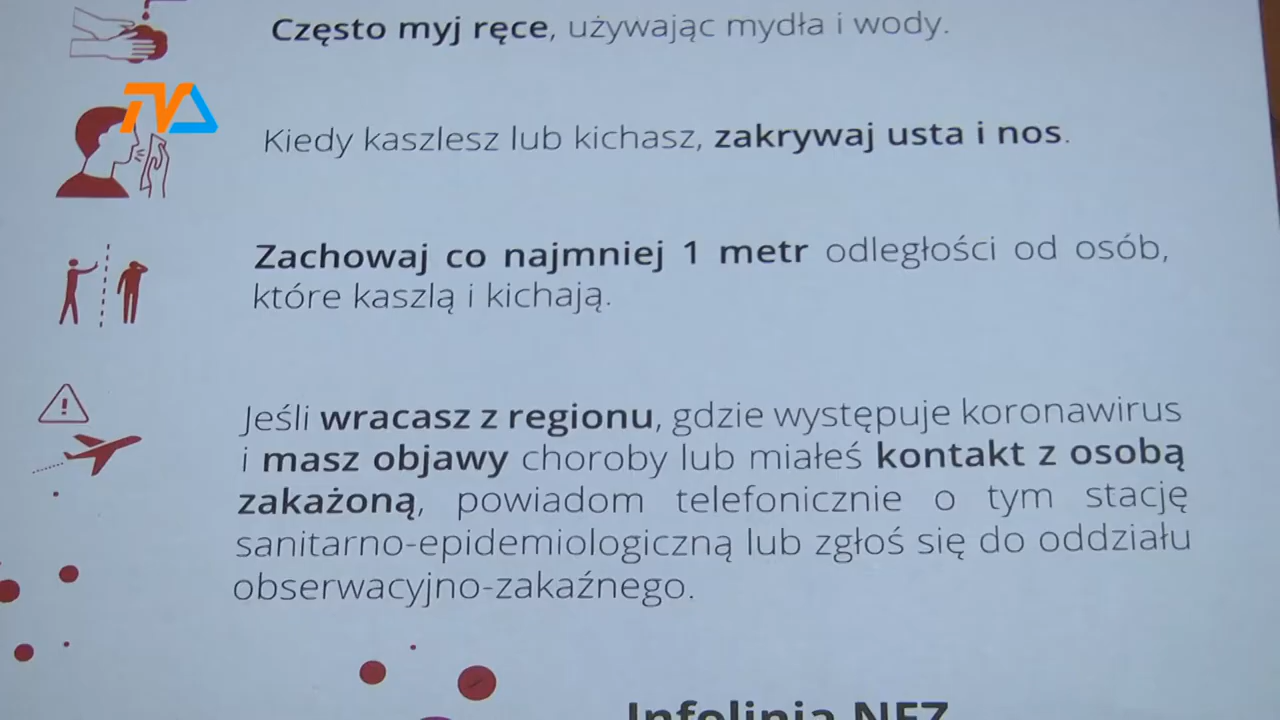 Często myj ręce, używając mydła i wody.
TVA
Kiedy kaszlesz lub kichasz, zakrywaj usta i nos.
Zachowaj co najmniej 1 metr odległości od osób,
które kaszlą i kichają.
Jeśli wracasz z regionu, gdzie występuje koronawirus
i masz objawy choroby lub miałeś kontakt z osobą
zakażoną, powiadom telefonicznie o tym stację
sanitarno-epidemiologiczną lub zgłoś się do oddziału
obserwacyjno-zakaźnego.
Infolinia NFZ